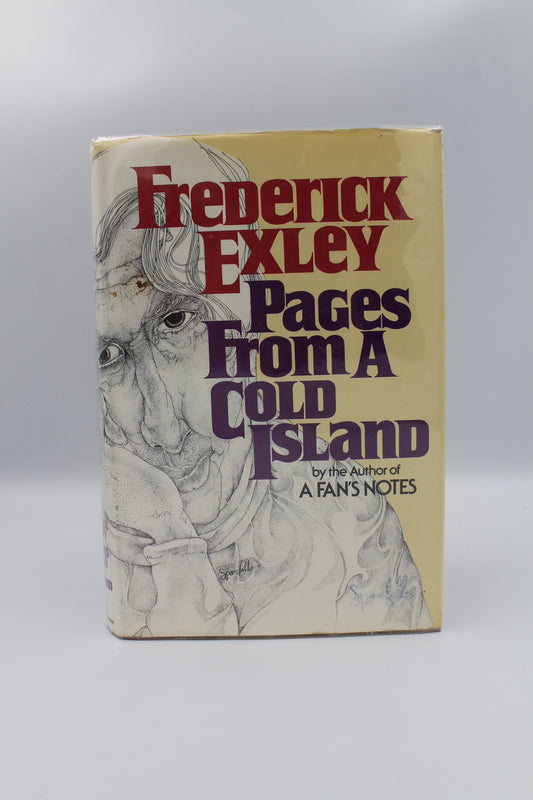 Frederick
Exley
Pages
From A
Cold
Island
by the Author of
A FAN'S NOTES